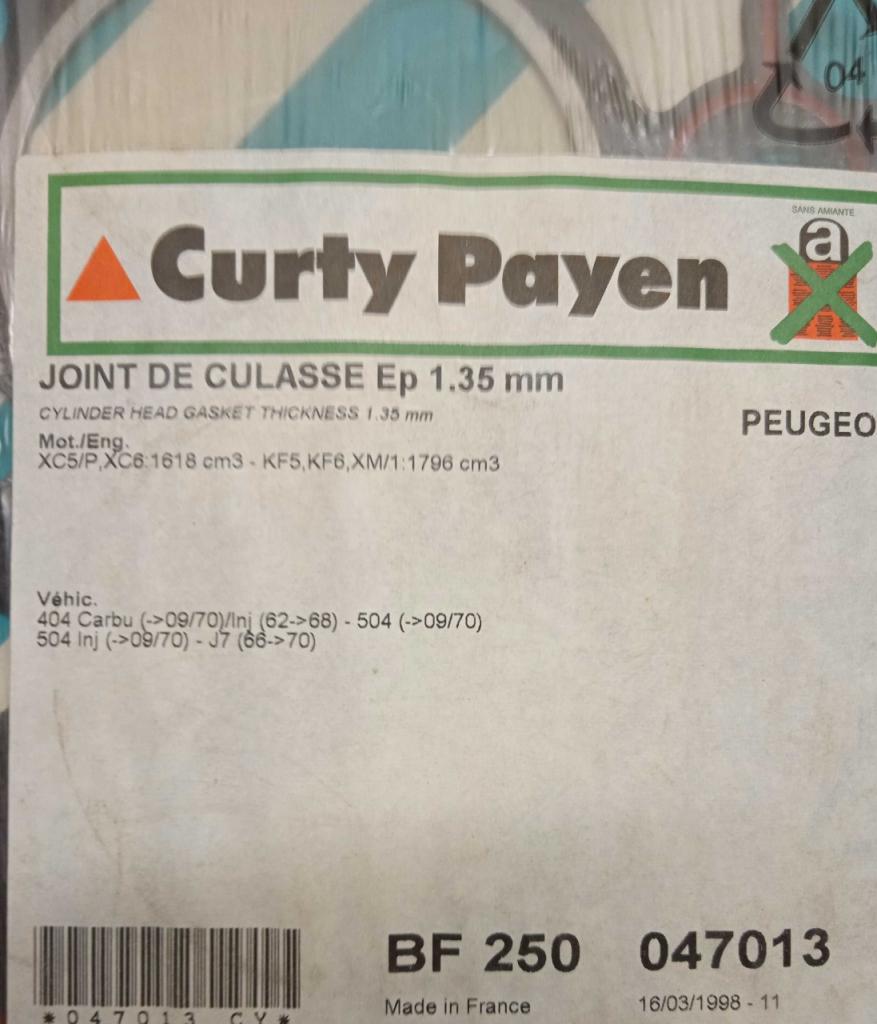 04
SANS AMIANTE
a
Curty Payen
JOINT DE CULASSE Ep 1.35 mm
CYLINDER HEAD GASKET THICKNESS 1.35 mm
PEUGEO
Mot./Eng.
XC5/P,XC6:1618 cm3 - KF5,KF6,XM/1:1796 cm3
Véhic.
404 Carbu (->09/70)/Inj (62->68) - 504 (->09/70)
504 Inj (->09/70) - J7 (66->70)
BF 250 047013
*047013 CY*
Made in France
16/03/1998 - 11